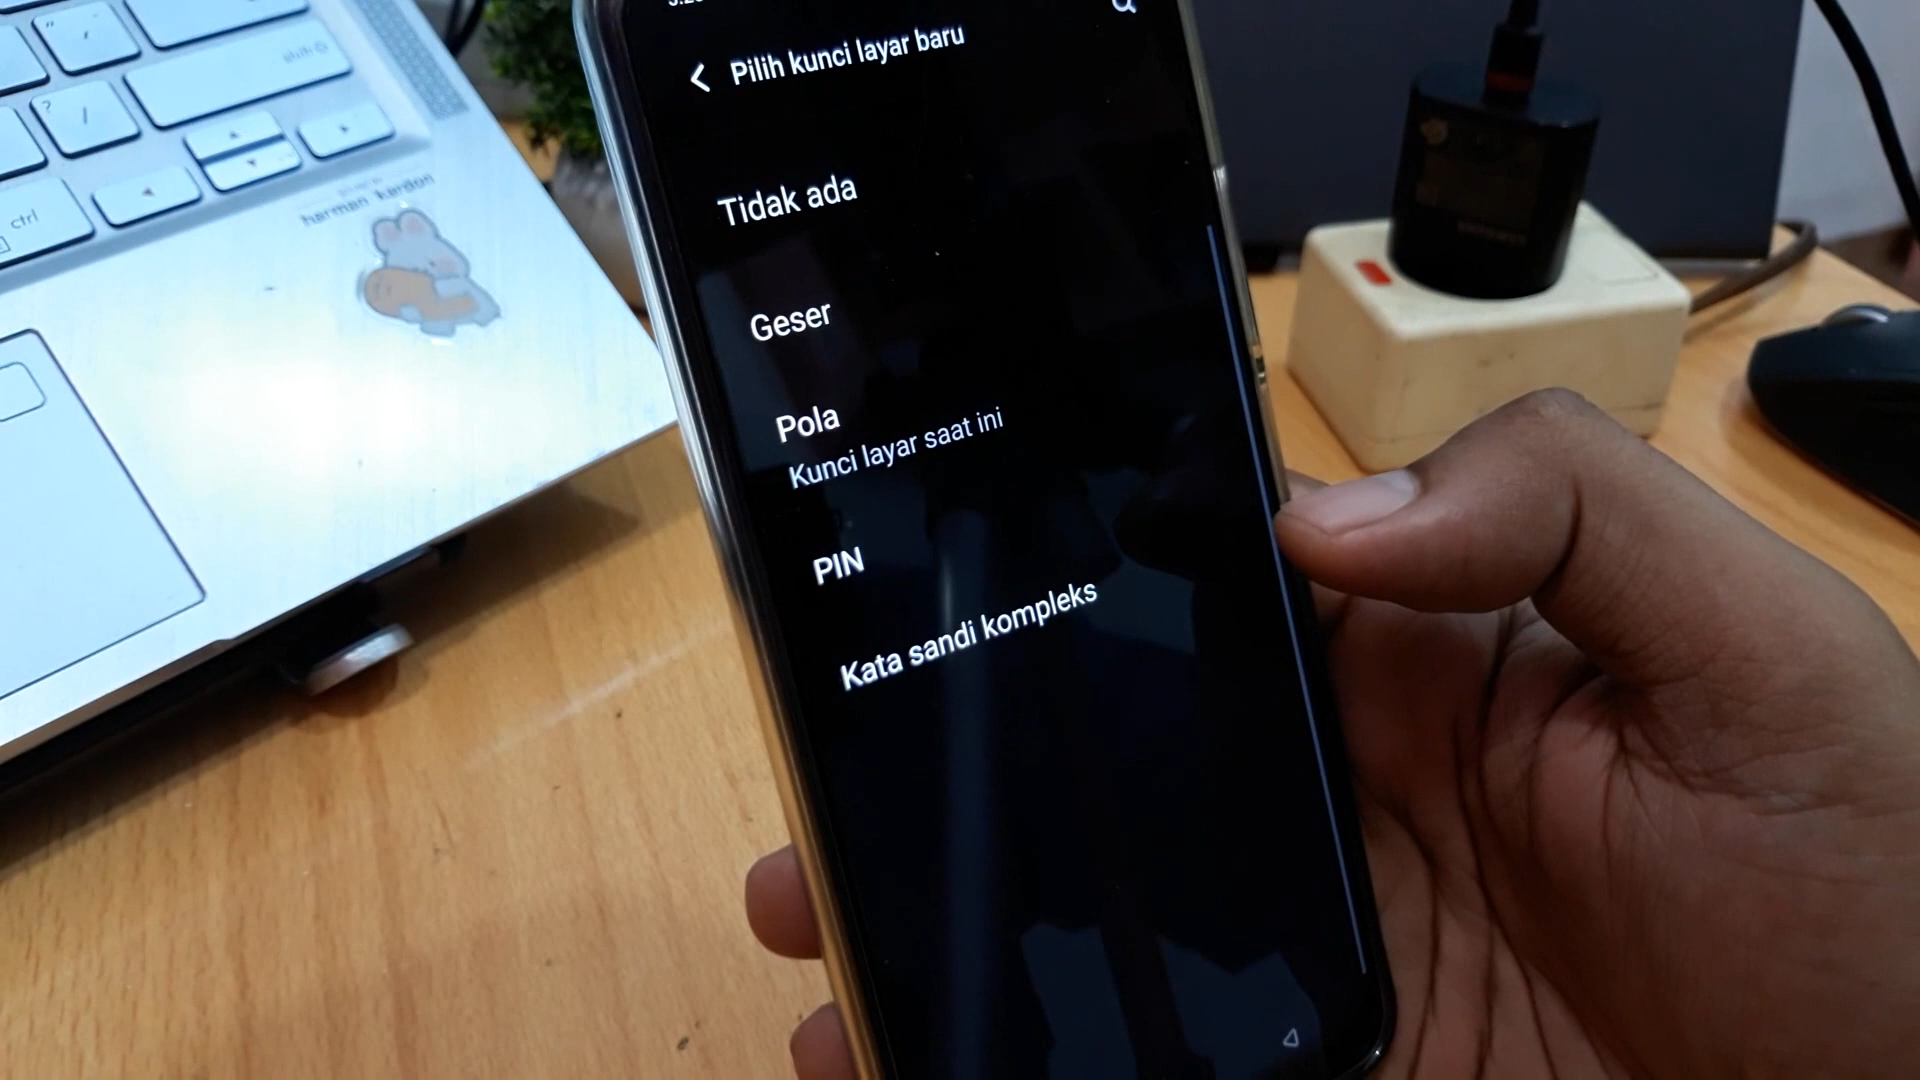 Pilih kunci layar baru
Tidak ada
Geser
Pola
Kunci layar saat ini
PIN
Kata sandi kompleks
shift
? /
ctrl
harman kardon